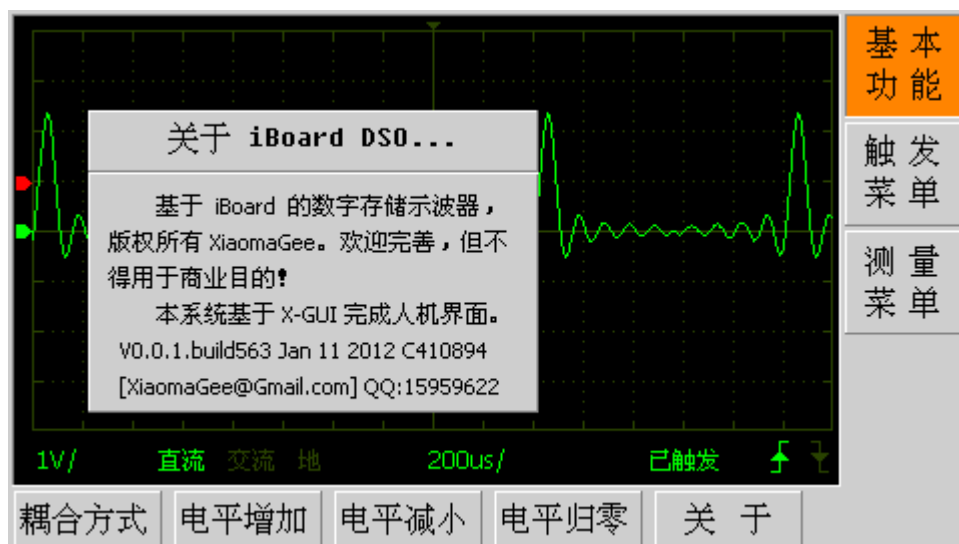 基 本
功 能
触 发
菜 单
测 量
菜 单
关于 iBoard DSO...
基于 iBoard 的数字存储示波器，
版权所有 XiaomaGee。欢迎完善，但不
得用于商业目的！
本系统基于 X-GUI 完成人机界面。
V0.0.1.build563 Jan 11 2012 C410894
[XiaomaGee@Gmail.com] QQ:15959622
1V/ 直流 交流 地 200us/ 已触发
耦合方式 电平增加 电平减小 电平归零 关 于